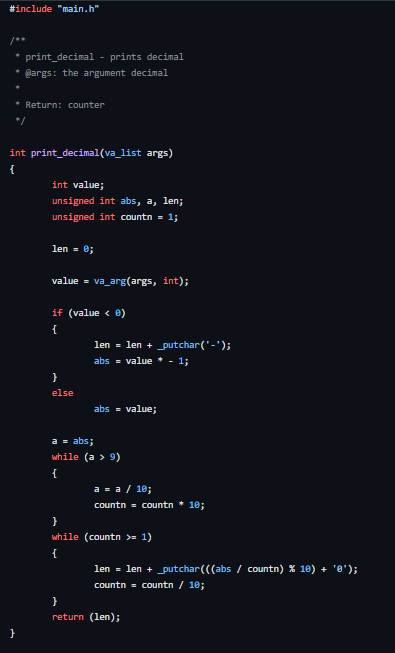 #include "main.h"
/**
 * print_decimal - prints decimal
 * @args: the argument decimal
 *
 * Return: counter
 */
int print_decimal(va_list args)
{
        int value;
        unsigned int abs, a, len;
        unsigned int countn = 1;
        len = 0;
        value = va_arg(args, int);
        if (value < 0)
        {
                len = len + _putchar('-');
                abs = value * - 1;
        }
        else
                abs = value;
        a = abs;
        while (a > 9)
        {
                a = a / 10;
                countn = countn * 10;
        }
        while (countn >= 1)
        {
                len = len + _putchar(((abs / countn) % 10) + '0');
                countn = countn / 10;
        }
        return (len);
}